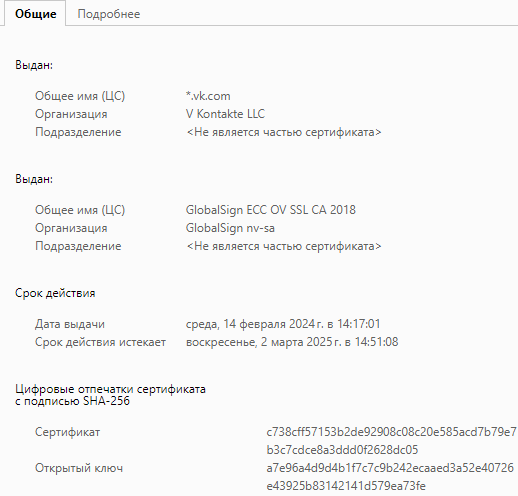 Общие Подробнее
Выдан:
Общее имя (ЦС) *.vk.com
Организация V Kontakte LLC
Подразделение <Не является частью сертификата>
Выдан:
Общее имя (ЦС) GlobalSign ECC OV SSL CA 2018
Организация GlobalSign nv-sa
Подразделение <Не является частью сертификата>
Срок действия
Дата выдачи среда, 14 февраля 2024 г. в 14:17:01
Срок действия истекает воскресенье, 2 марта 2025 г. в 14:51:08
Цифровые отпечатки сертификата
с подписью SHA-256
Сертификат c738cff57153b2de92908c08c20e585acd7b79e7
b3c7cdce8a3ddd0f2628dc05
Открытый ключ a7e96a4d9d4b1f7c7c9b242ecaaed3a52e40726
e43925b83142141d579ea73fe